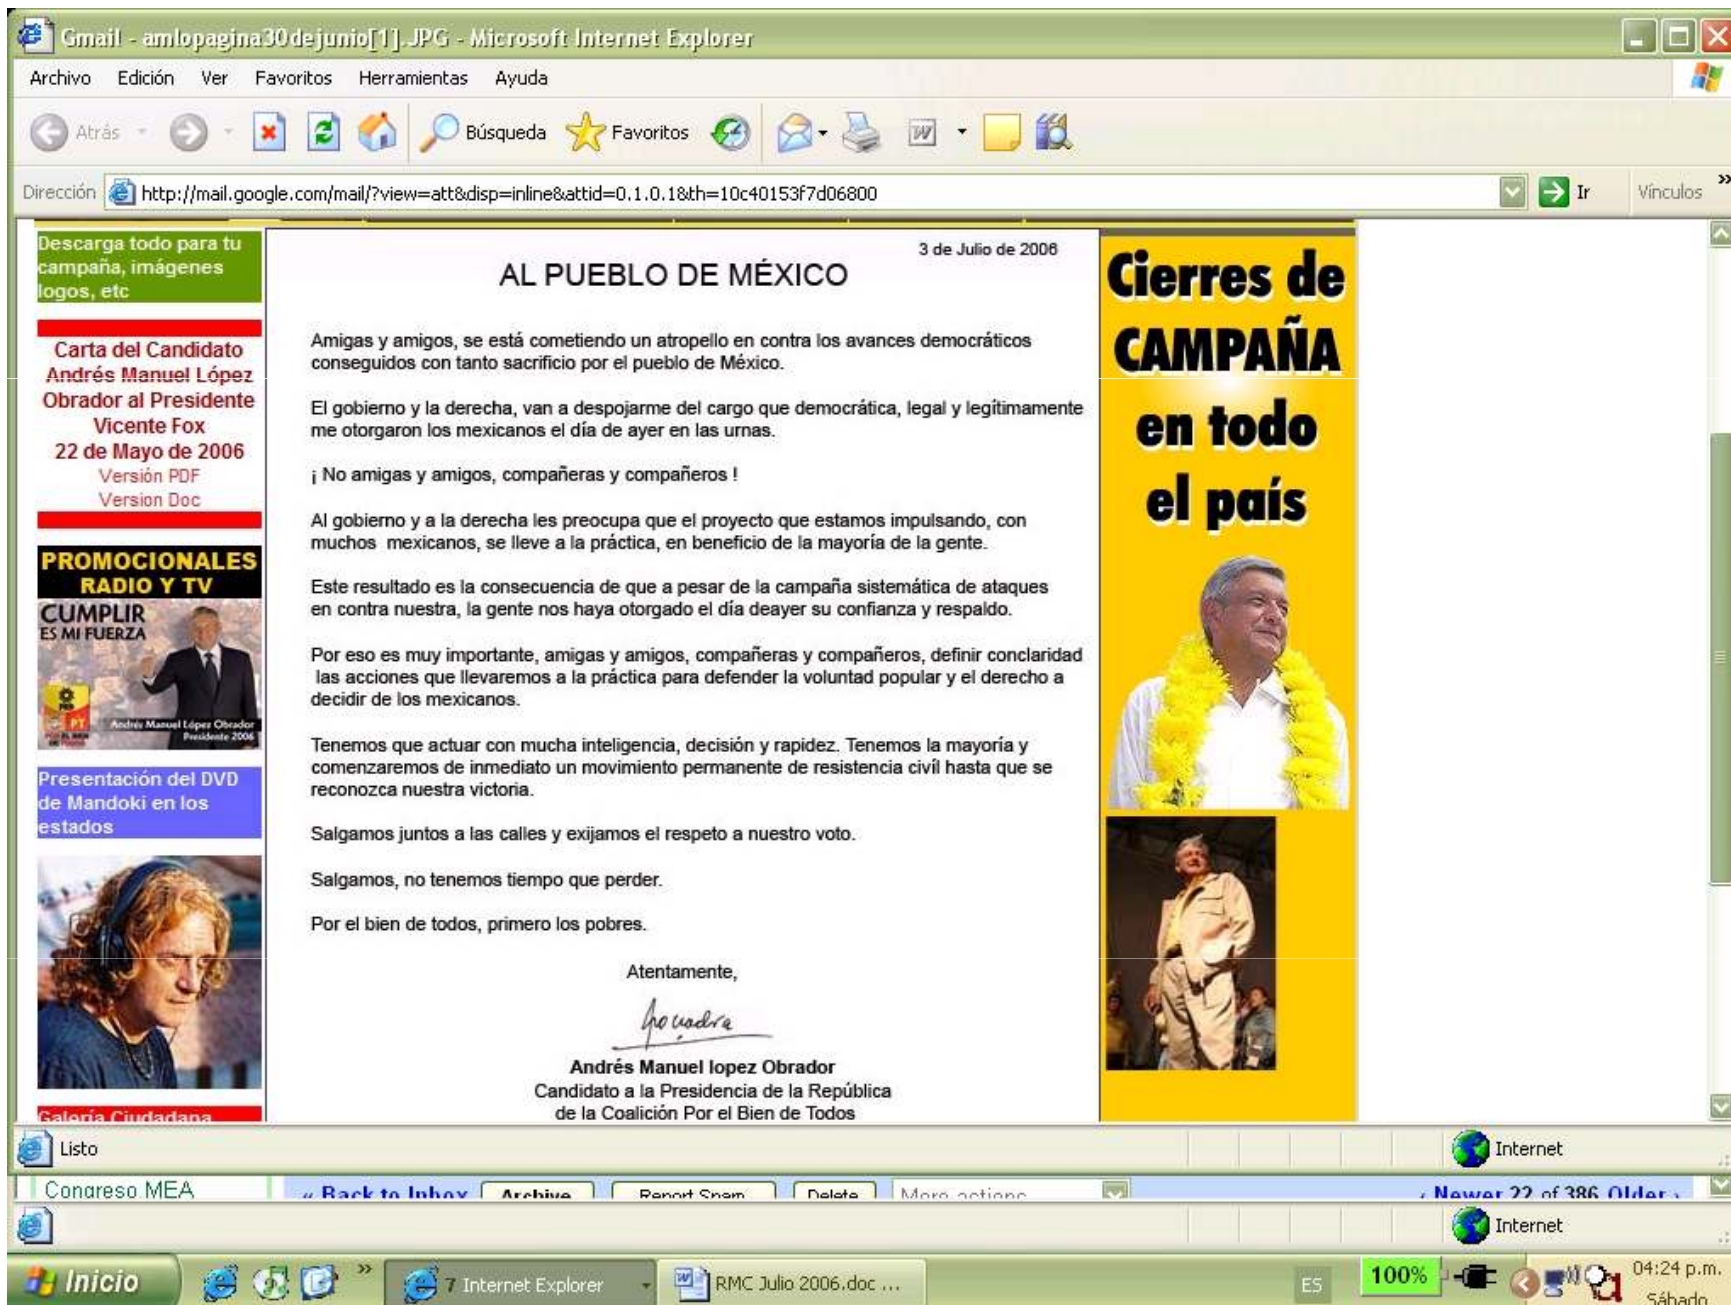 Gmail - amlopagina30dejunio[1].JPG - Microsoft Internet Explorer
Archivo Edición Ver Favoritos Herramientas Ayuda
Atrás Búsqueda Favoritos
Dirección http://mail.google.com/mail/?view=att&disp=inline&attid=0.1.0.1&th=10c40153f7d06800 Ir Vínculos »
Descarga todo para tu
campaña, imágenes
logos, etc
Carta del Candidato
Andrés Manuel López
Obrador al Presidente
Vicente Fox
22 de Mayo de 2006
Versión PDF
Version Doc
PROMOCIONALES
RADIO Y TV
CUMPLIR
ES MI FUERZA
PT
Andrés Manuel López Obrador
Presidente 2006
Presentación del DVD
de Mandoki en los
estados
Galería Ciudadana
3 de Julio de 2006
AL PUEBLO DE MÉXICO
Amigas y amigos, se está cometiendo un atropello en contra los avances democráticos
conseguidos con tanto sacrificio por el pueblo de México.
El gobierno y la derecha, van a despojarme del cargo que democrática, legal y legítimamente
me otorgaron los mexicanos el día de ayer en las urnas.
¡ No amigas y amigos, compañeras y compañeros !
Al gobierno y a la derecha les preocupa que el proyecto que estamos impulsando, con
muchos mexicanos, se lleve a la práctica, en beneficio de la mayoría de la gente.
Este resultado es la consecuencia de que a pesar de la campaña sistemática de ataques
en contra nuestra, la gente nos haya otorgado el día deayer su confianza y respaldo.
Por eso es muy importante, amigas y amigos, compañeras y compañeros, definir conclaridad
las acciones que llevaremos a la práctica para defender la voluntad popular y el derecho a
decidir de los mexicanos.
Tenemos que actuar con mucha inteligencia, decisión y rapidez. Tenemos la mayoría y
comenzaremos de inmediato un movimiento permanente de resistencia civíl hasta que se
reconozca nuestra victoria.
Salgamos juntos a las calles y exijamos el respeto a nuestro voto.
Salgamos, no tenemos tiempo que perder.
Por el bien de todos, primero los pobres.
Atentamente,
Andrés Manuel lopez Obrador
Candidato a la Presidencia de la República
de la Coalición Por el Bien de Todos
Cierres de
CAMPAÑA
en todo
el país
Listo Internet
Congreso MEA « Back to Inbox Archive Report Spam Delete More actions ‹ Newer 22 of 386 Older ›
Internet
Inicio » 7 Internet Explorer RMC Julio 2006.doc ... ES 100% 04:24 p.m.
Sábado